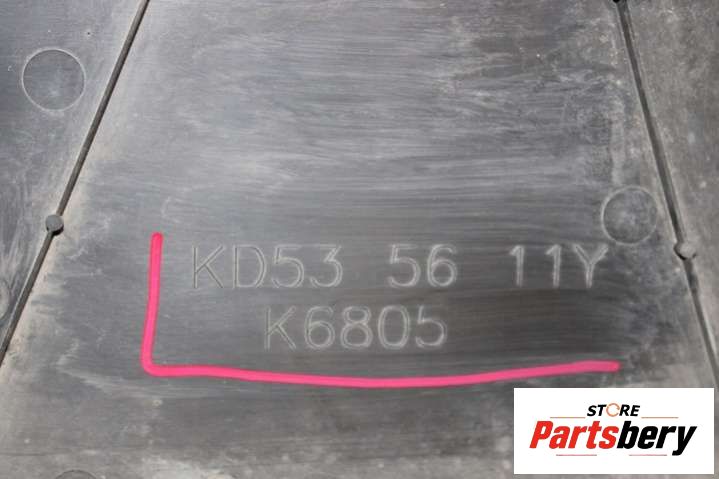 KD53 56 11Y
K6805
STORE
Partsbery